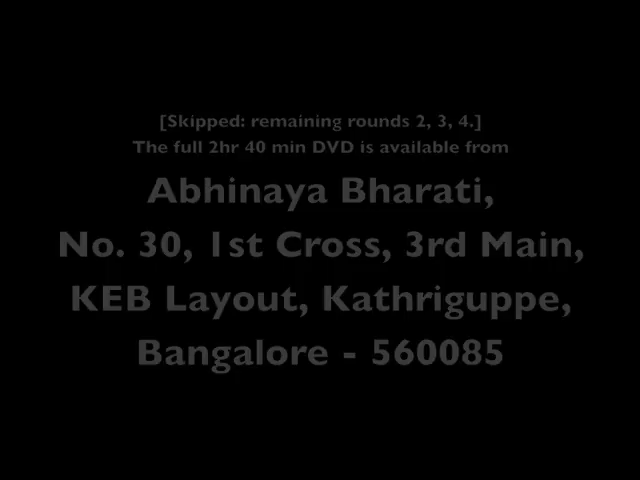 [Skipped: remaining rounds 2, 3, 4.]
The full 2hr 40 min DVD is available from
Abhinaya Bharati,
No. 30, 1st Cross, 3rd Main,
KEB Layout, Kathriguppe,
Bangalore - 560085